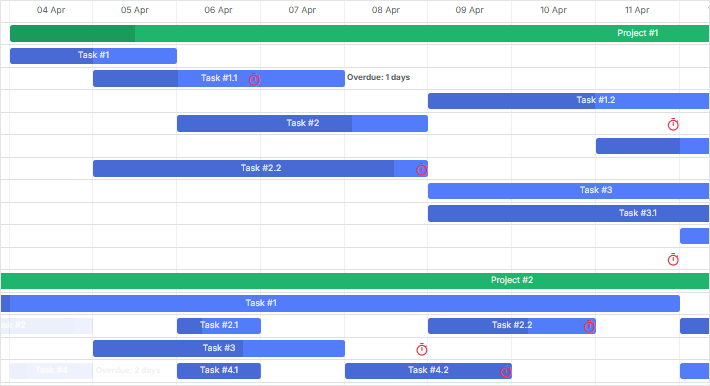 04 Apr 05 Apr 06 Apr 07 Apr 08 Apr 09 Apr 10 Apr 11 Apr
Project #1
Task #1
Task #1.1 Overdue: 1 days
Task #1.2
Task #2
Task #2.2
Task #3
Task #3.1
Project #2
Task #1
#2 Task #2.1 Task #2.2
Task #3
Task #4 Overdue: 2 days Task #4.1 Task #4.2